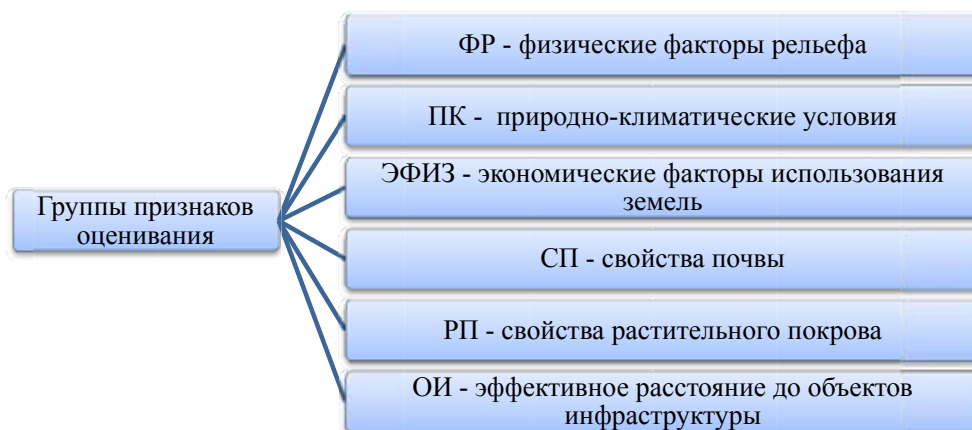 Группы признаков
оценивания
ФР - физические факторы рельефа
ПК - природно-климатические условия
ЭФИЗ - экономические факторы использования
земель
СП - свойства почвы
РП - свойства растительного покрова
ОИ - эффективное расстояние до объектов
инфраструктуры